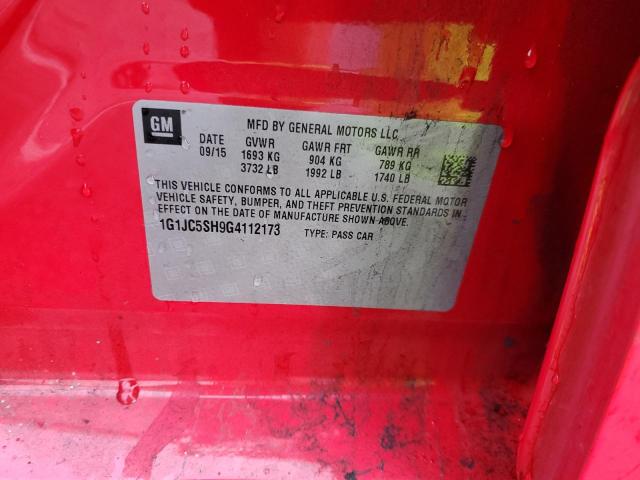 GM
MFD BY GENERAL MOTORS LLC
DATE GVWR GAWR FRT GAWR RR
09/15 1693 KG 904 KG 789 KG
3732 LB 1992 LB 1740 LB
THIS VEHICLE CONFORMS TO ALL APPLICABLE U.S. FEDERAL MOTOR
VEHICLE SAFETY, BUMPER, AND THEFT PREVENTION STANDARDS IN
EFFECT ON THE DATE OF MANUFACTURE SHOWN ABOVE.
1G1JC5SH9G4112173 TYPE: PASS CAR